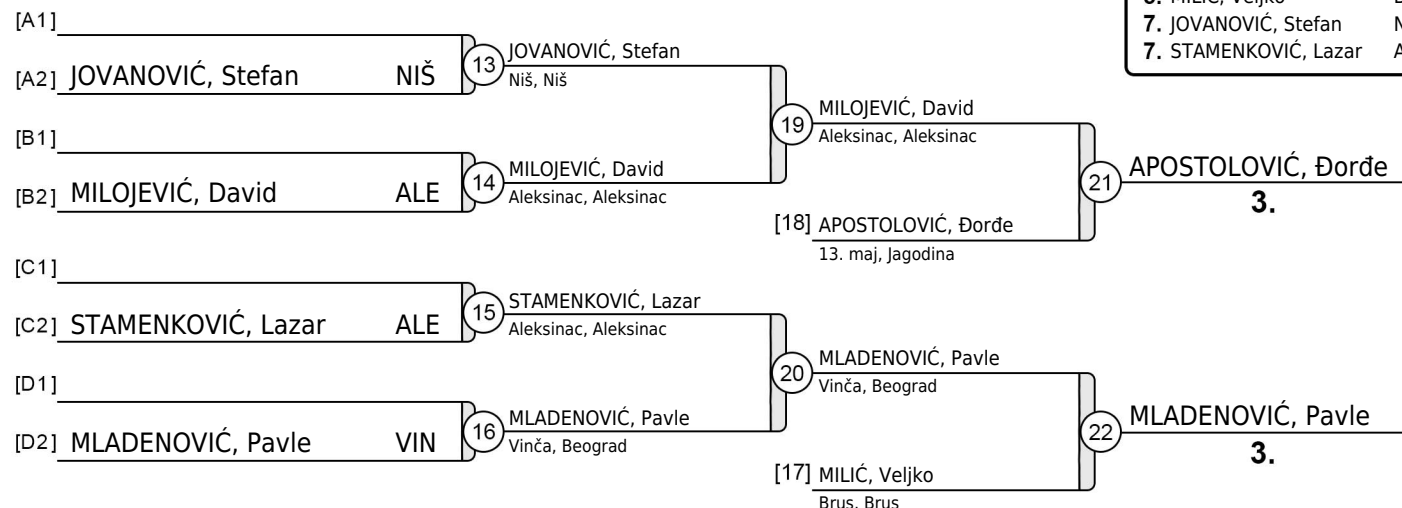 [A1]
[A2] JOVANOVIĆ, Stefan NIŠ
13
JOVANOVIĆ, Stefan
Niš, Niš
[B1]
[B2] MILOJEVIĆ, David ALE
14
MILOJEVIĆ, David
Aleksinac, Aleksinac
19
MILOJEVIĆ, David
Aleksinac, Aleksinac
[18] APOSTOLOVIĆ, Đorđe
13. maj, Jagodina
21
APOSTOLOVIĆ, Đorđe
3.
[C1]
[C2] STAMENKOVIĆ, Lazar ALE
15
STAMENKOVIĆ, Lazar
Aleksinac, Aleksinac
[D1]
[D2] MLADENOVIĆ, Pavle VIN
16
MLADENOVIĆ, Pavle
Vinča, Beograd
20
MLADENOVIĆ, Pavle
Vinča, Beograd
[17] MILIĆ, Veljko
Brus, Brus
22
MLADENOVIĆ, Pavle
3.
MILIĆ, Veljko
7. JOVANOVIĆ, Stefan N
7. STAMENKOVIĆ, Lazar A